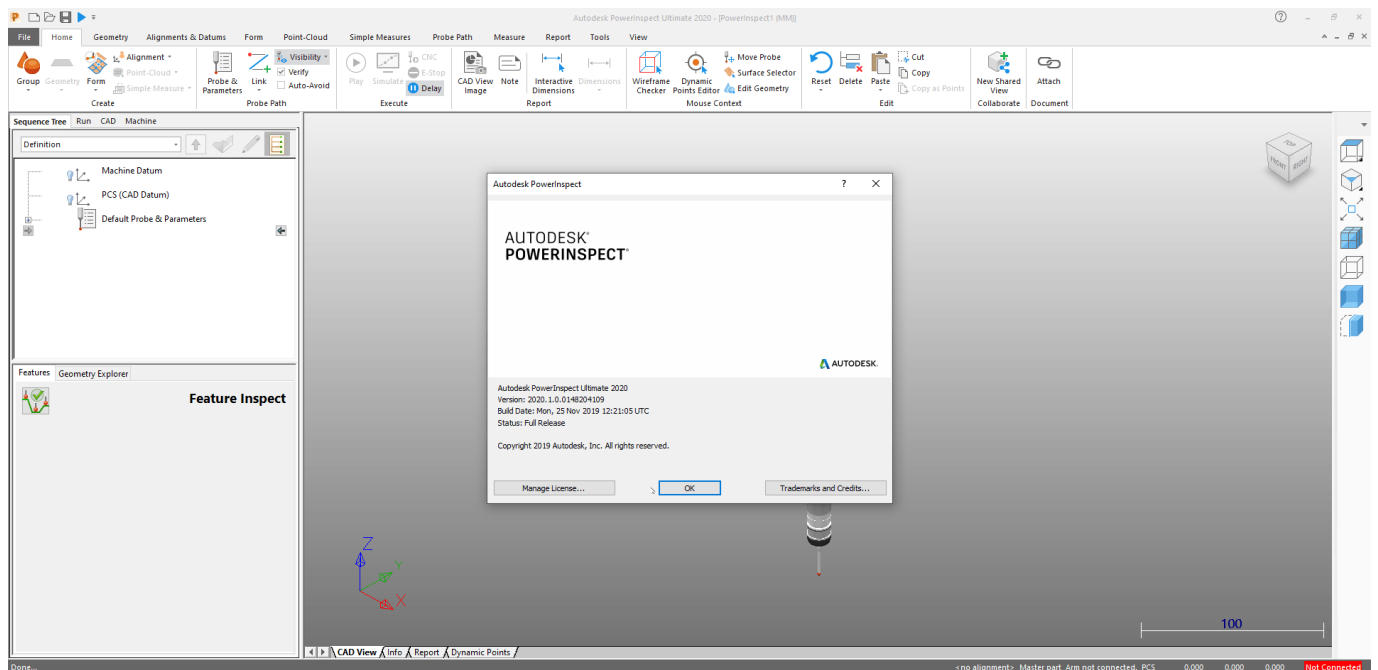 Autodesk PowerInspect Ultimate 2020 - [PowerInspect1 (MM)]
File Home Geometry Alignments & Datums Form Point-Cloud Simple Measures Probe Path Measure Report Tools View
Group Geometry Form Alignment Point-Cloud Simple Measure
Create
Probe & Parameters Link Visibility Verify Auto-Avoid
Probe Path
Play Simulate CNC E-Stop Delay
Execute
CAD View Image Note Interactive Dimensions Dimensions
Report
Wireframe Checker Dynamic Points Editor Move Probe Surface Selector Edit Geometry
Mouse Context
Reset Delete Paste Cut Copy Copy as Points
Edit
New Shared View
Collaborate
Attach
Document
Sequence Tree Run CAD Machine
Definition
Machine Datum
PCS (CAD Datum)
Default Probe & Parameters
Features Geometry Explorer
Feature Inspect
TOP
FRONT RIGHT
Autodesk PowerInspect ?
AUTODESK®
POWERINSPECT®
AUTODESK.
Autodesk PowerInspect Ultimate 2020
Version: 2020.1.0.0148204109
Build Date: Mon, 25 Nov 2019 12:21:05 UTC
Status: Full Release
Copyright 2019 Autodesk, Inc. All rights reserved.
Manage License... OK Trademarks and Credits...
Z
Y
X
100
CAD View Info Report Dynamic Points
Done... <no alignment> Master part Arm not connected. PCS 0.000 0.000 0.000 Not Connected